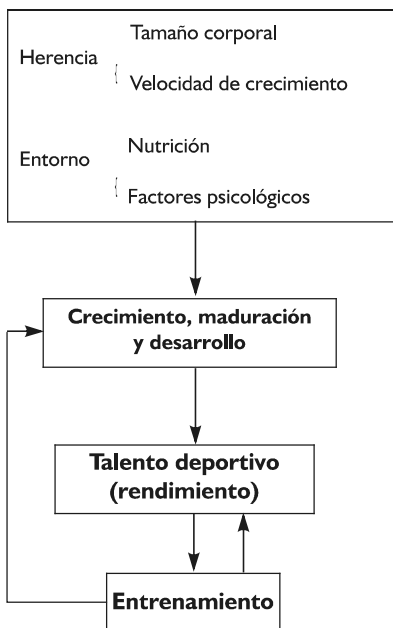 Tamaño corporal
Herencia
Velocidad de crecimiento
Nutrición
Entorno
Factores psicológicos
Crecimiento, maduración
y desarrollo
Talento deportivo
(rendimiento)
Entrenamiento